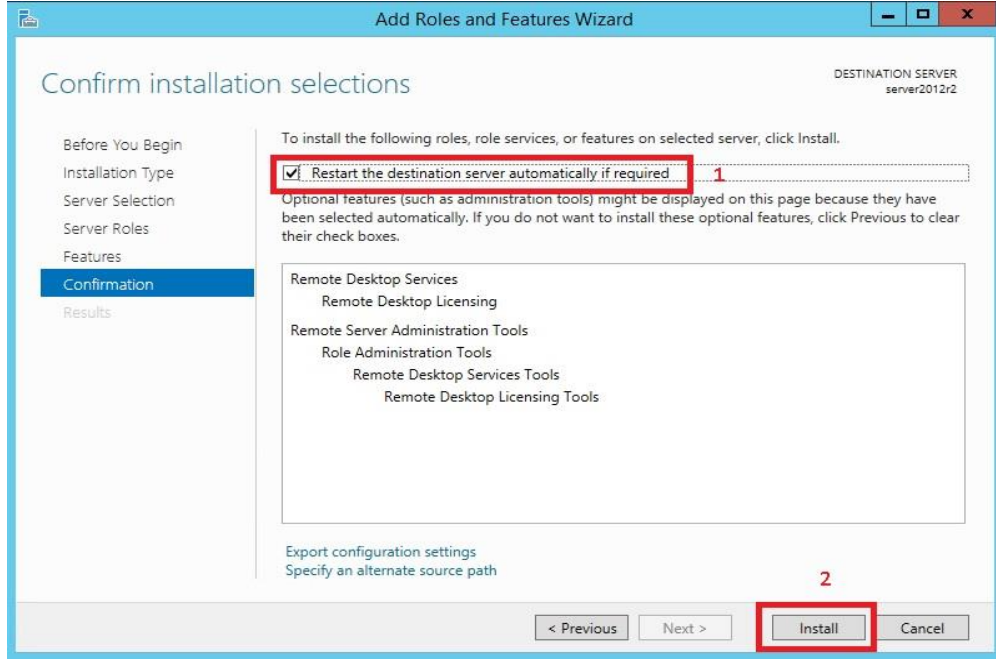 Add Roles and Features Wizard
Confirm installation selections
DESTINATION SERVER
server2012r2
Before You Begin
Installation Type
Server Selection
Server Roles
Features
Confirmation
Results
To install the following roles, role services, or features on selected server, click Install.
Restart the destination server automatically if required
1
Optional features (such as administration tools) might be displayed on this page because they have
been selected automatically. If you do not want to install these optional features, click Previous to clear
their check boxes.
Remote Desktop Services
Remote Desktop Licensing
Remote Server Administration Tools
Role Administration Tools
Remote Desktop Services Tools
Remote Desktop Licensing Tools
Export configuration settings
Specify an alternate source path
2
< Previous
Next >
Install
Cancel